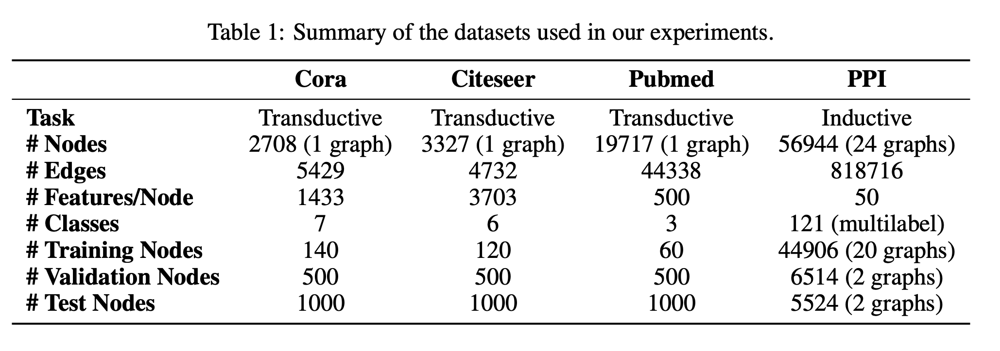 Table 1: Summary of the datasets used in our experiments.
Cora Citeseer Pubmed PPI
Task Transductive Transductive Transductive Inductive
# Nodes 2708 (1 graph) 3327 (1 graph) 19717 (1 graph) 56944 (24 graphs)
# Edges 5429 4732 44338 818716
# Features/Node 1433 3703 500 50
# Classes 7 6 3 121 (multilabel)
# Training Nodes 140 120 60 44906 (20 graphs)
# Validation Nodes 500 500 500 6514 (2 graphs)
# Test Nodes 1000 1000 1000 5524 (2 graphs)